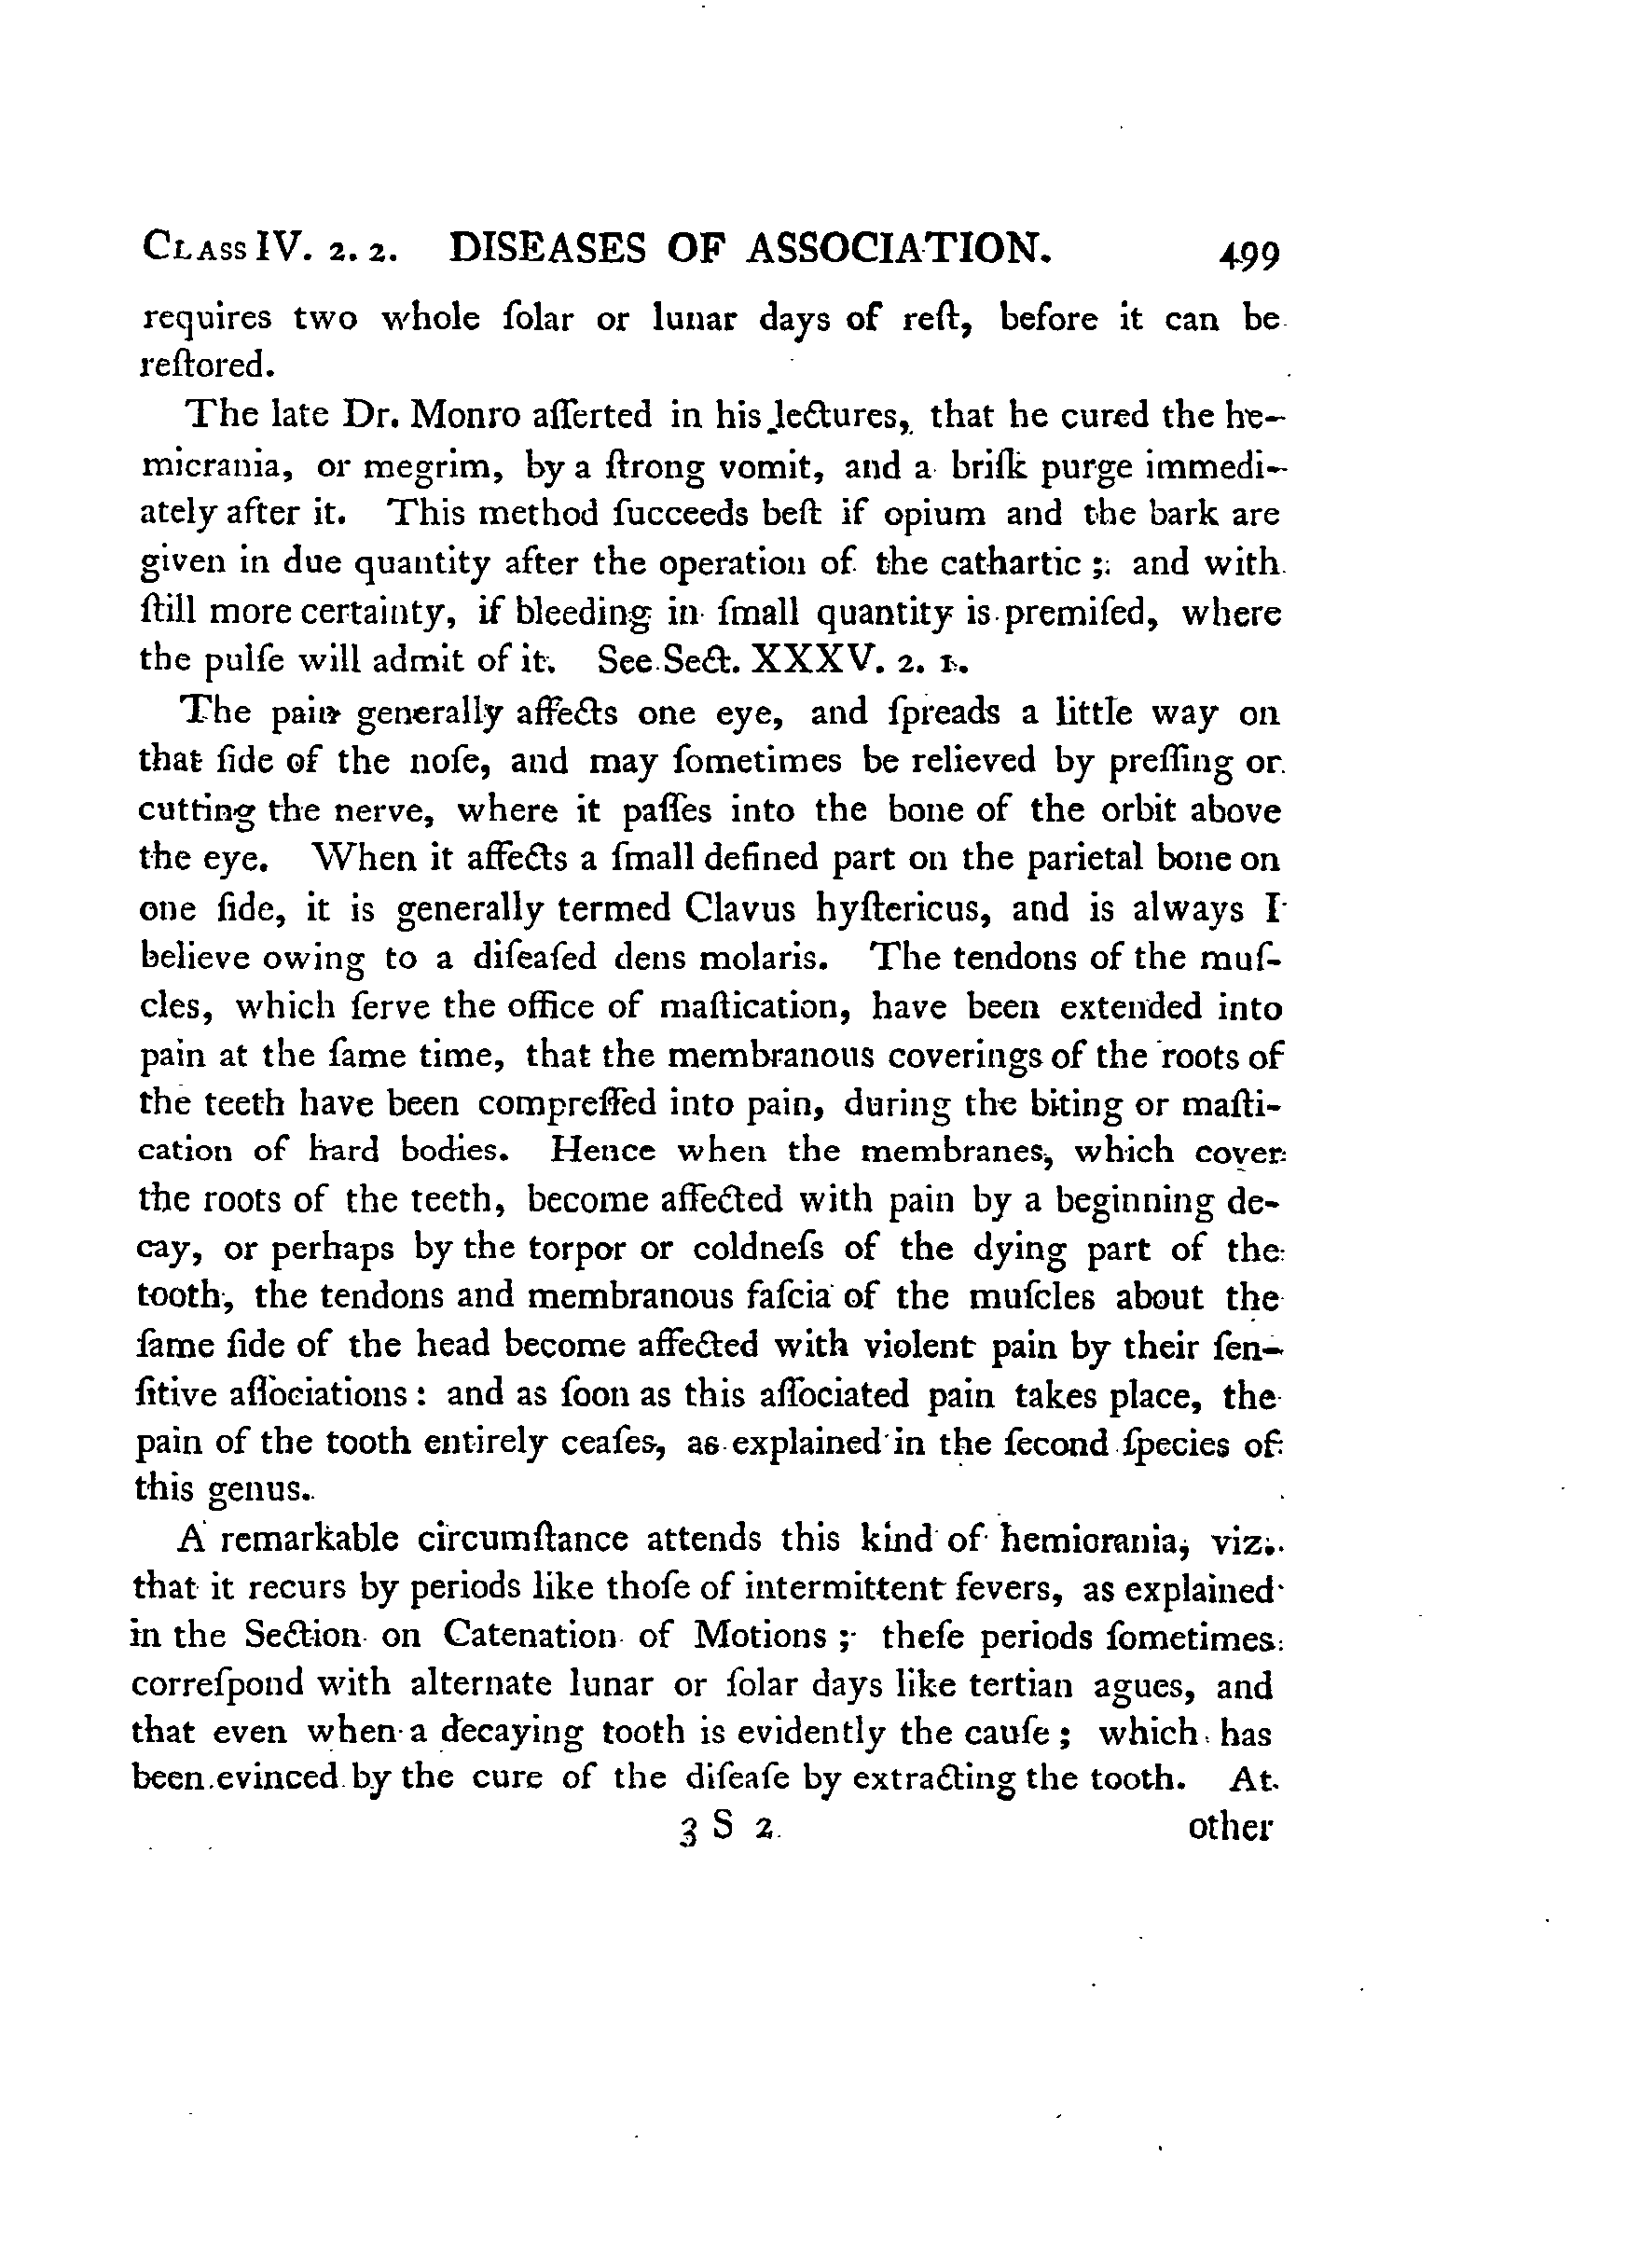 CLASS IV. 2. 2. DISEASES OF ASSOCIATION. 499
requires two whole ſolar or lunar days of reſt, before it can be
reſtored.
The late Dr. Monro aſſerted in his lectures, that he cured the he-
micrania, or megrim, by a ſtrong vomit, and a briſk purge immedi-
ately after it. This method ſucceeds beſt if opium and the bark are
given in due quantity after the operation of the cathartic; and with
ſtill more certainty, if bleeding in ſmall quantity is premiſed, where
the pulſe will admit of it. See Sect. XXXV. 2. 1.
The pain generally affects one eye, and ſpreads a little way on
that ſide of the noſe, and may ſometimes be relieved by preſſing or
cutting the nerve, where it paſſes into the bone of the orbit above
the eye. When it affects a ſmall defined part on the parietal bone on
one ſide, it is generally termed Clavus hyſtericus, and is always I
believe owing to a diſeaſed dens molaris. The tendons of the muſ-
cles, which ſerve the office of maſtication, have been extended into
pain at the ſame time, that the membranous coverings of the roots of
the teeth have been compreſſed into pain, during the biting or maſti-
cation of hard bodies. Hence when the membranes, which cover
the roots of the teeth, become affected with pain by a beginning de-
cay, or perhaps by the torpor or coldneſs of the dying part of the
tooth, the tendons and membranous faſcia of the muſcles about the
ſame ſide of the head become affected with violent pain by their ſen-
ſitive aſſociations: and as ſoon as this aſſociated pain takes place, the
pain of the tooth entirely ceaſes, as explained in the ſecond ſpecies of
this genus.
A remarkable circumſtance attends this kind of hemicrania, viz.
that it recurs by periods like thoſe of intermittent fevers, as explained
in the Section on Catenation of Motions; theſe periods ſometimes
correſpond with alternate lunar or ſolar days like tertian agues, and
that even when a decaying tooth is evidently the cauſe; which has
been evinced by the cure of the diſeaſe by extracting the tooth. At
3 S 2 other